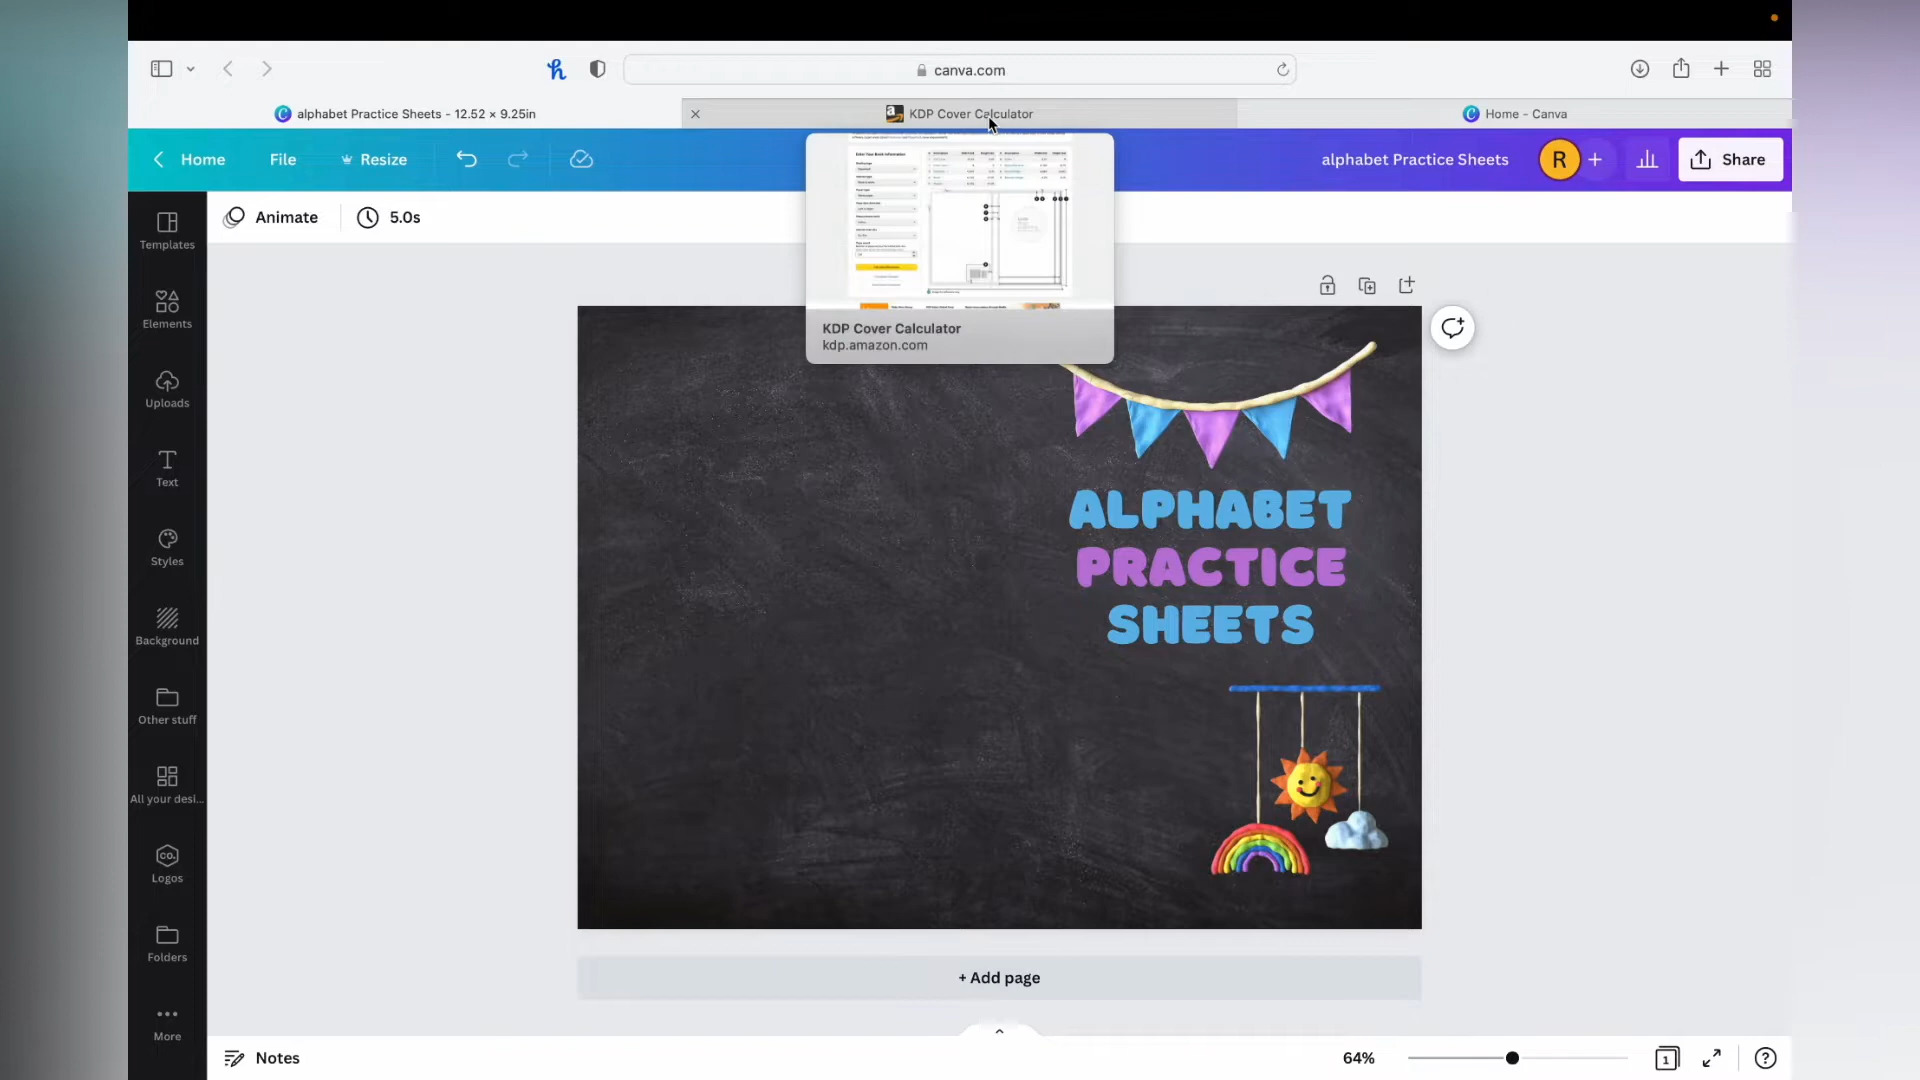 canva.com
alphabet Practice Sheets - 12.52 × 9.25in
KDP Cover Calculator
Home - Canva
Home
File
Resize
alphabet Practice Sheets
R
Share
Animate
5.0s
Templates
Elements
Uploads
Text
Styles
Background
Other stuff
All your desi...
CO.
Logos
Folders
More
KDP Cover Calculator
kdp.amazon.com
ALPHABET
PRACTICE
SHEETS
+ Add page
Notes
64%
1
?